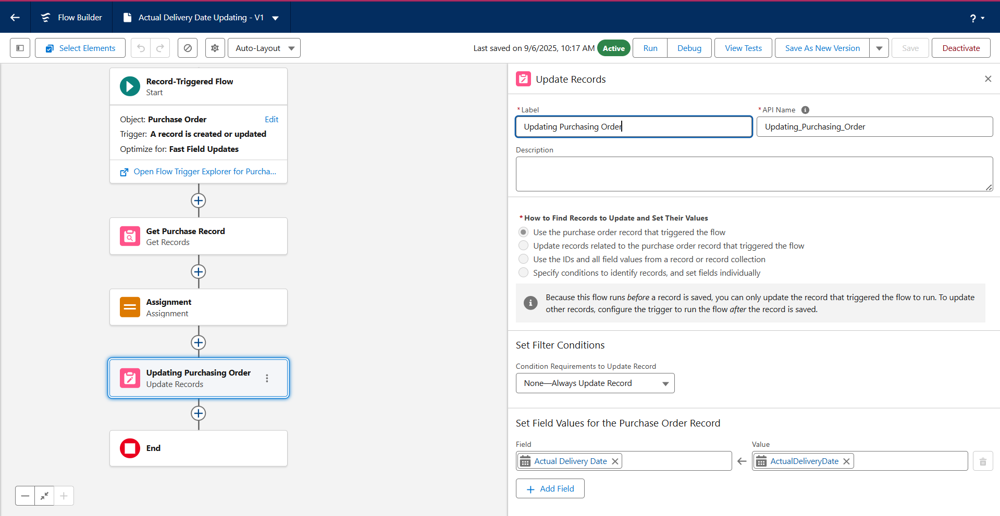 Flow Builder
Actual Delivery Date Updating - V1
?
Select Elements
Auto-Layout
Last saved on 9/6/2025, 10:17 AM
Active
Run
Debug
View Tests
Save As New Version
Save
Deactivate
Record-Triggered Flow
Start
Object: Purchase Order
Edit
Trigger: A record is created or updated
Optimize for: Fast Field Updates
Open Flow Trigger Explorer for Purcha...
Get Purchase Record
Get Records
Assignment
Assignment
Updating Purchasing Order
Update Records
End
Update Records
* Label
Updating Purchasing Order
* API Name
Updating_Purchasing_Order
Description
* How to Find Records to Update and Set Their Values
Use the purchase order record that triggered the flow
Update records related to the purchase order record that triggered the flow
Use the IDs and all field values from a record or record collection
Specify conditions to identify records, and set fields individually
Because this flow runs before a record is saved, you can only update the record that triggered the flow to run. To update
other records, configure the trigger to run the flow after the record is saved.
Set Filter Conditions
Condition Requirements to Update Record
None—Always Update Record
Set Field Values for the Purchase Order Record
Field
Actual Delivery Date
Value
ActualDeliveryDate
Add Field